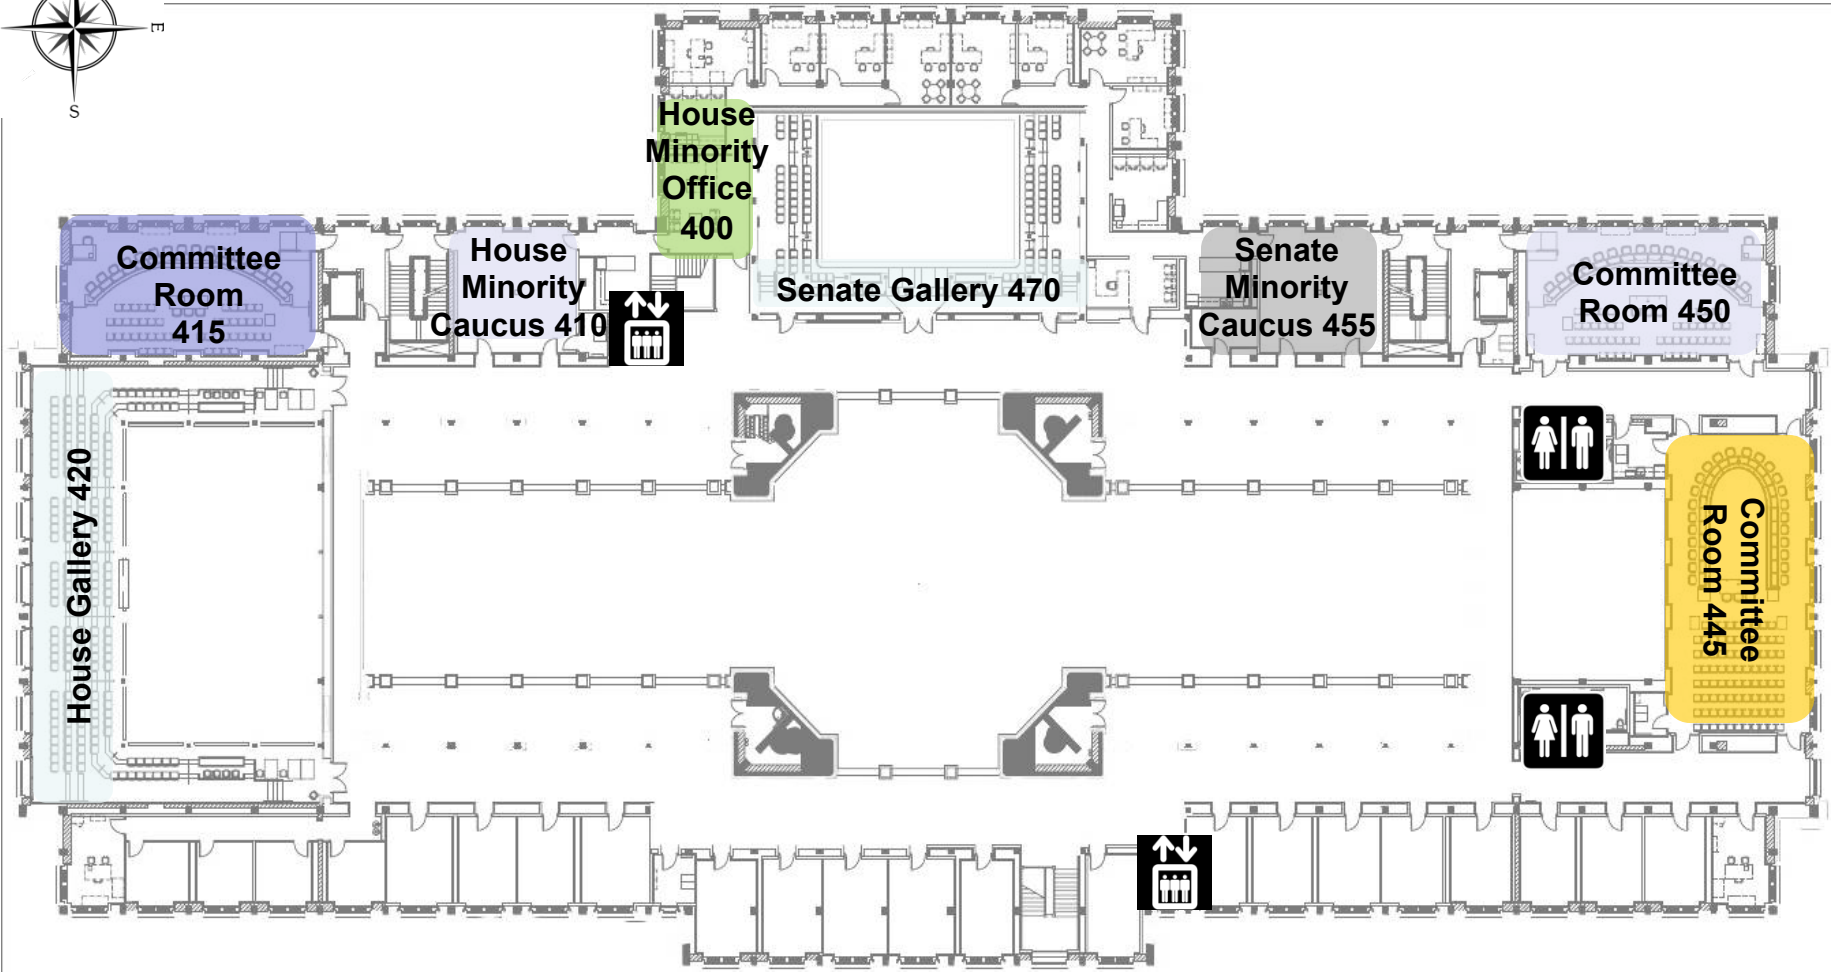 E
S
House
Minority
Office
400
Committee
Room
415
House
Minority
Caucus 410
Senate Gallery 470
Senate
Minority
Caucus 455
Committee
Room 450
House Gallery 420
Committee
Room 445